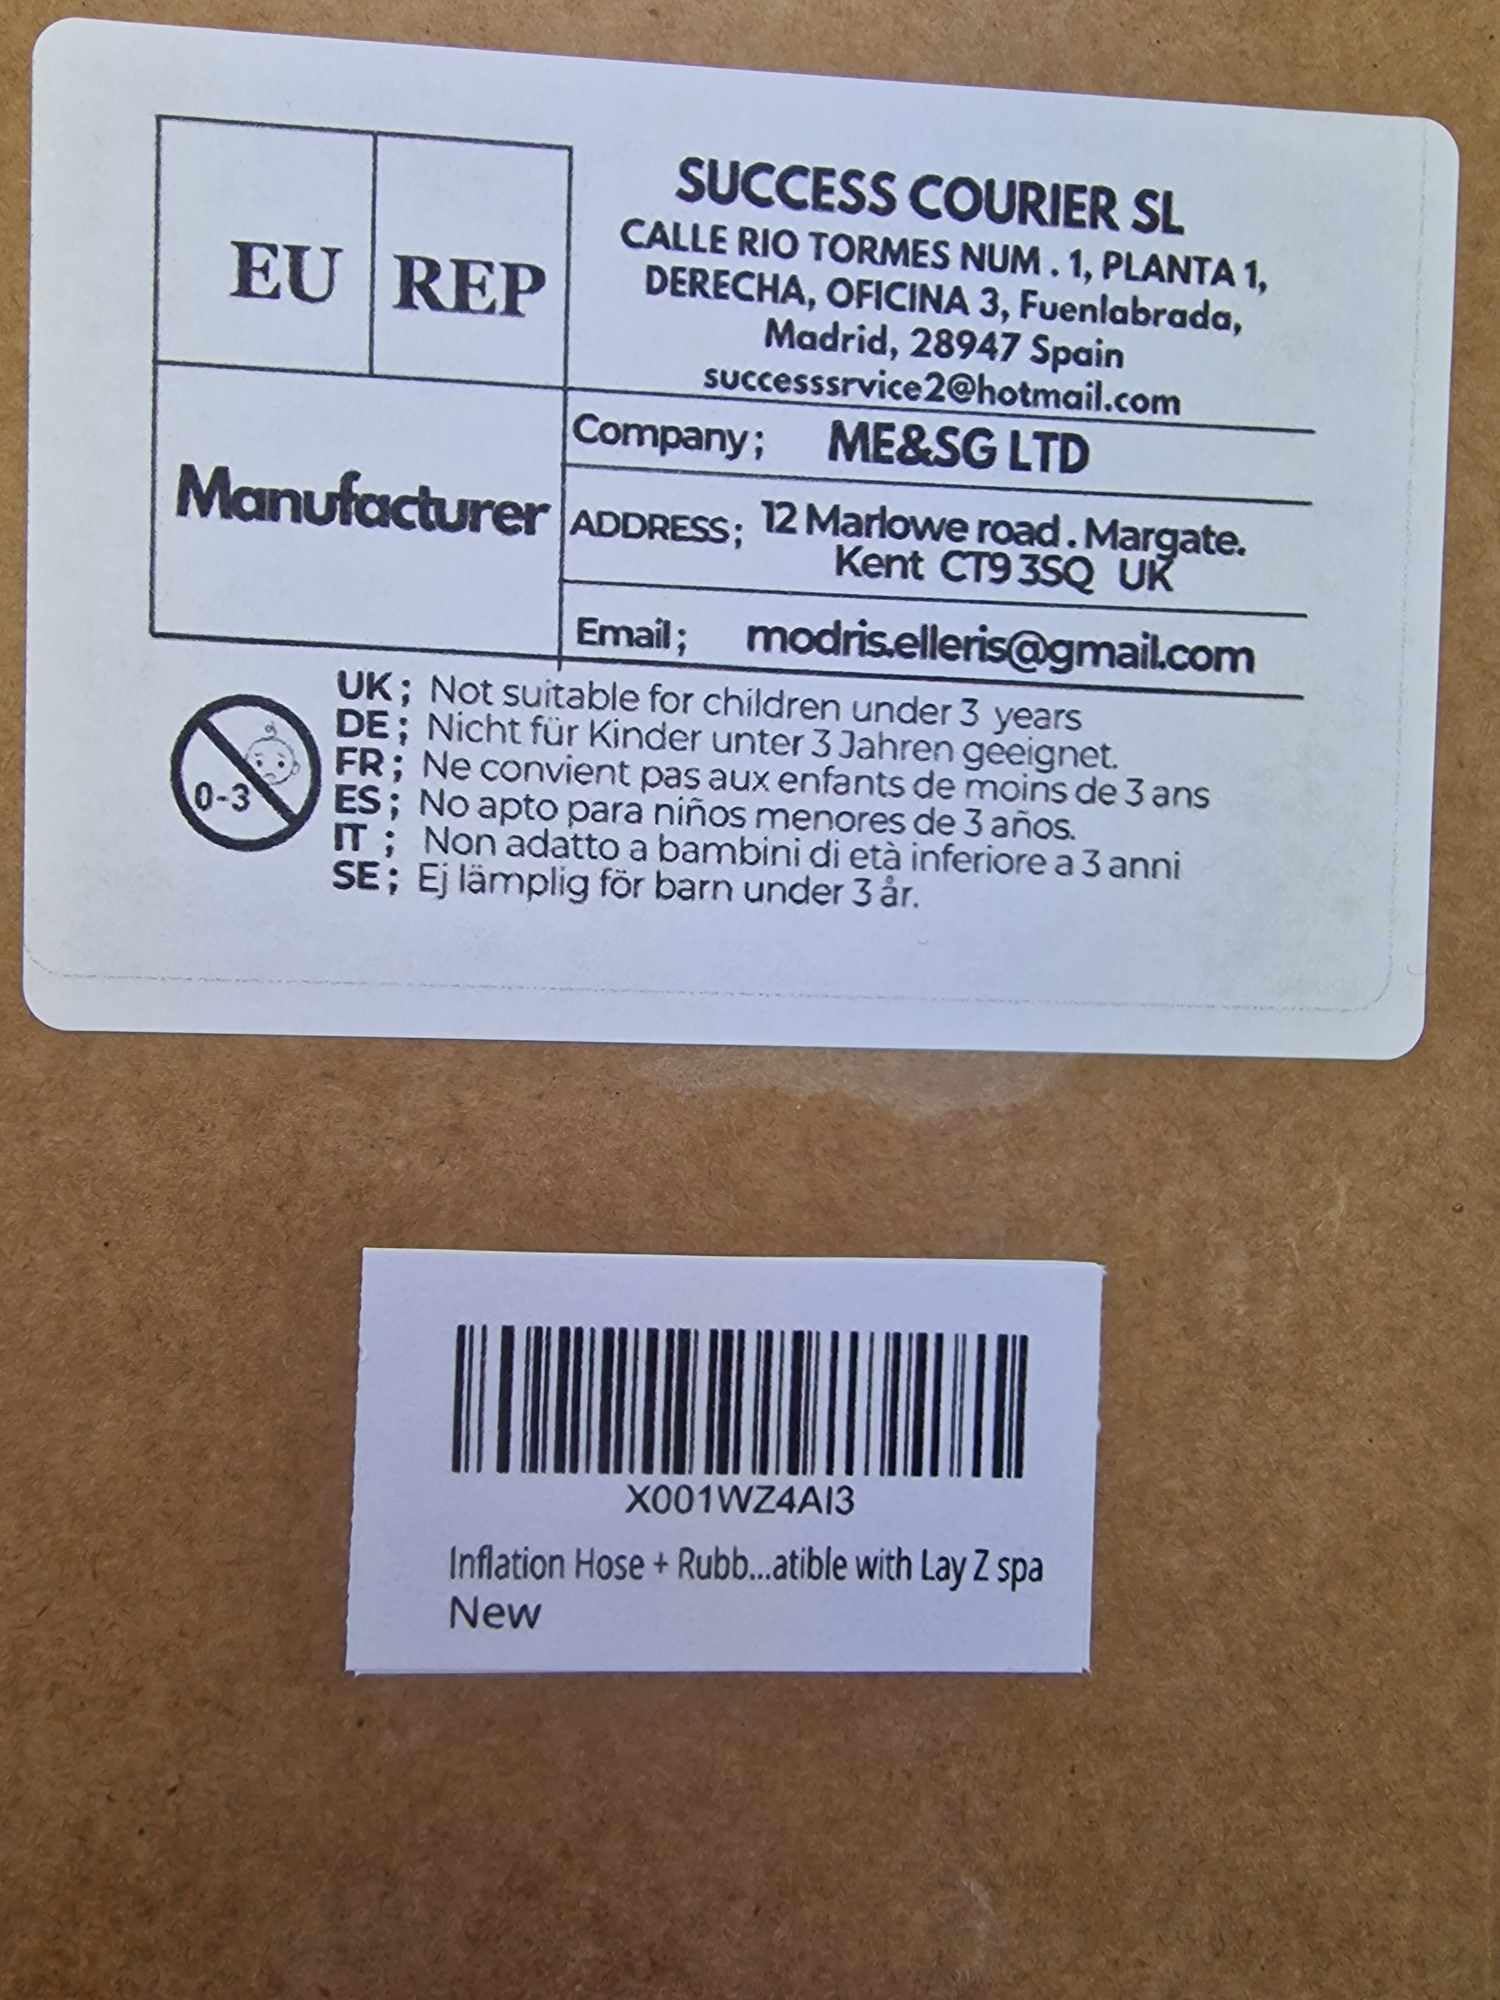 EU REP
SUCCESS COURIER SL
CALLE RIO TORMES NUM . 1, PLANTA 1,
DERECHA, OFICINA 3, Fuenlabrada,
Madrid, 28947 Spain
successsrvice2@hotmail.com
Manufacturer
Company; ME&SG LTD
ADDRESS; 12 Marlowe road . Margate.
Kent CT9 3SQ UK
Email; modris.elleris@gmail.com
0-3
UK; Not suitable for children under 3 years
DE; Nicht für Kinder unter 3 Jahren geeignet.
FR; Ne convient pas aux enfants de moins de 3 ans
ES; No apto para niños menores de 3 años.
IT ; Non adatto a bambini di età inferiore a 3 anni
SE; Ej lämplig för barn under 3 år.
X001WZ4AI3
Inflation Hose + Rubb...atible with Lay Z spa
New